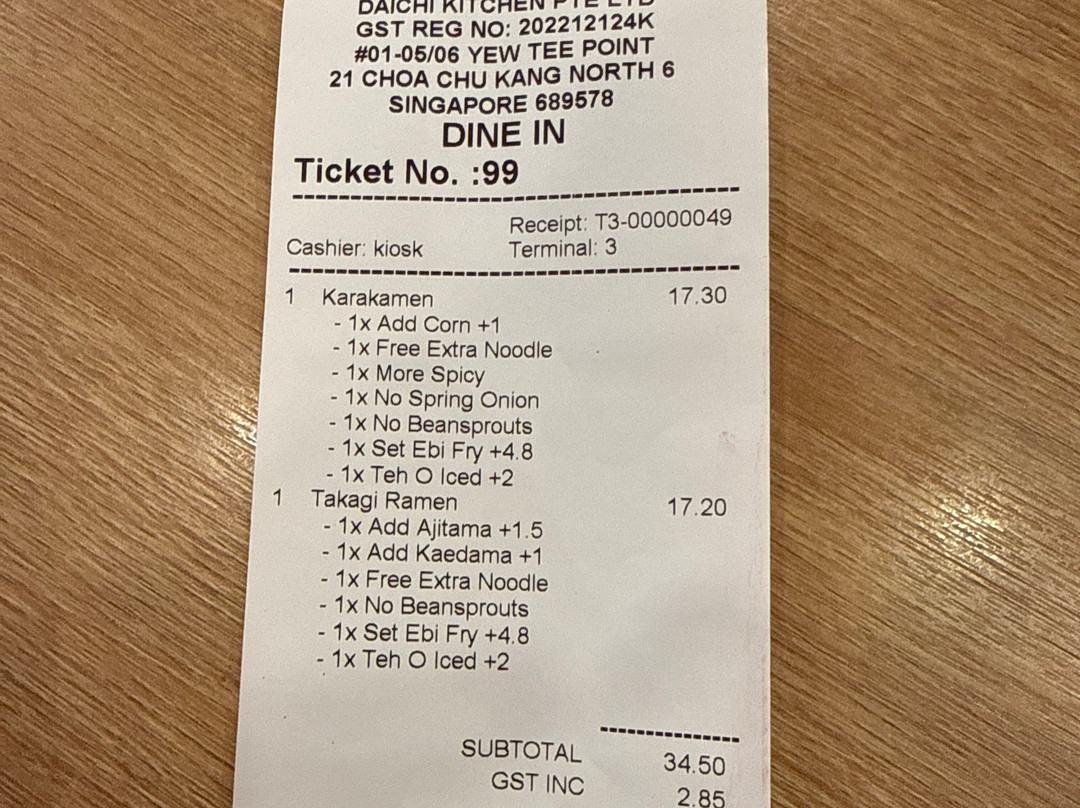 DAICHI KITCHEN PTE LTD
GST REG NO: 202212124K
#01-05/06 YEW TEE POINT
21 CHOA CHU KANG NORTH 6
SINGAPORE 689578
DINE IN
Ticket No. :99
Receipt: T3-00000049
Cashier: kiosk Terminal: 3
1 Karakamen 17.30
- 1x Add Corn +1
- 1x Free Extra Noodle
- 1x More Spicy
- 1x No Spring Onion
- 1x No Beansprouts
- 1x Set Ebi Fry +4.8
- 1x Teh O Iced +2
1 Takagi Ramen 17.20
- 1x Add Ajitama +1.5
- 1x Add Kaedama +1
- 1x Free Extra Noodle
- 1x No Beansprouts
- 1x Set Ebi Fry +4.8
- 1x Teh O Iced +2
SUBTOTAL 34.50
GST INC 2.85